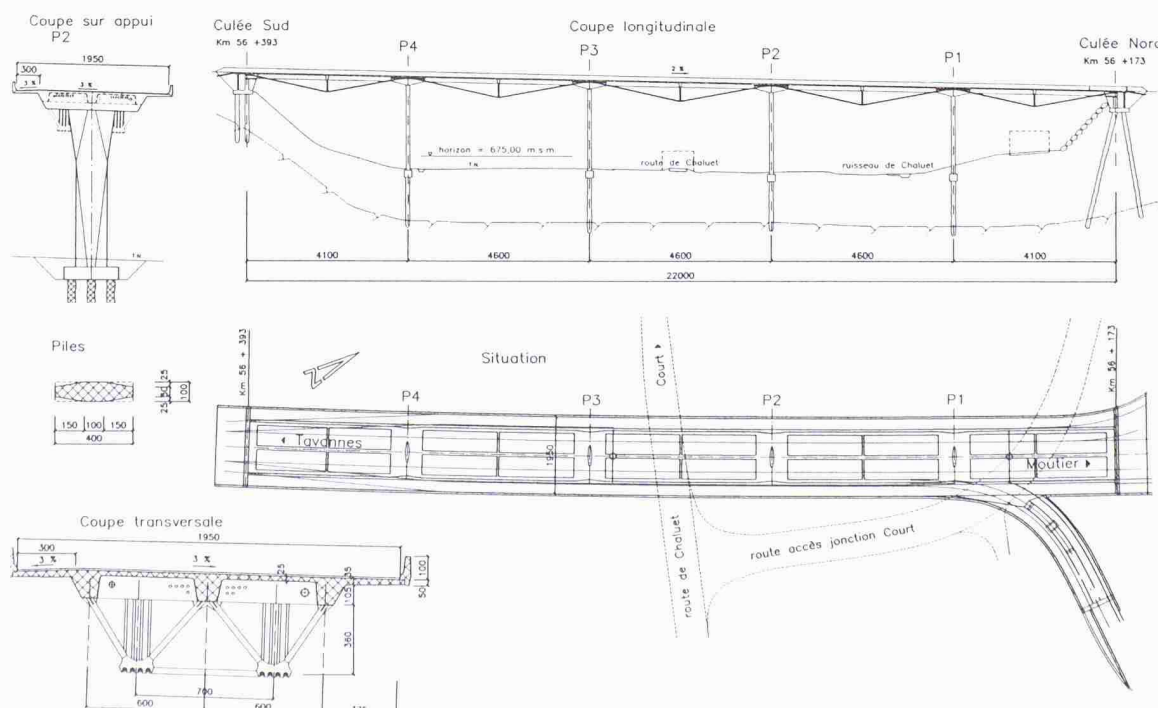 Coupe sur appui
P2
1950
300
3 %
3 %
T N
Culée Sud
Km 56 +393
Coupe longitudinale
P4
P3
P2
P1
Culée Nord
Km 56 +173
2 %
horizon = 675,00 m.s.m.
T N
route de Chaluet
ruisseau de Chaluet
4100
4600
4600
4600
4100
22000
Piles
25
50
25
100
150
100
150
400
Situation
Km 56 + 393
Km 56 + 173
P4
P3
P2
P1
Tavannes
Moutier
1950
Court
route de Chaluet
route accès jonction Court
Coupe transversale
1950
300
3 %
3 %
25
35
105
100
50
360
700
600
600